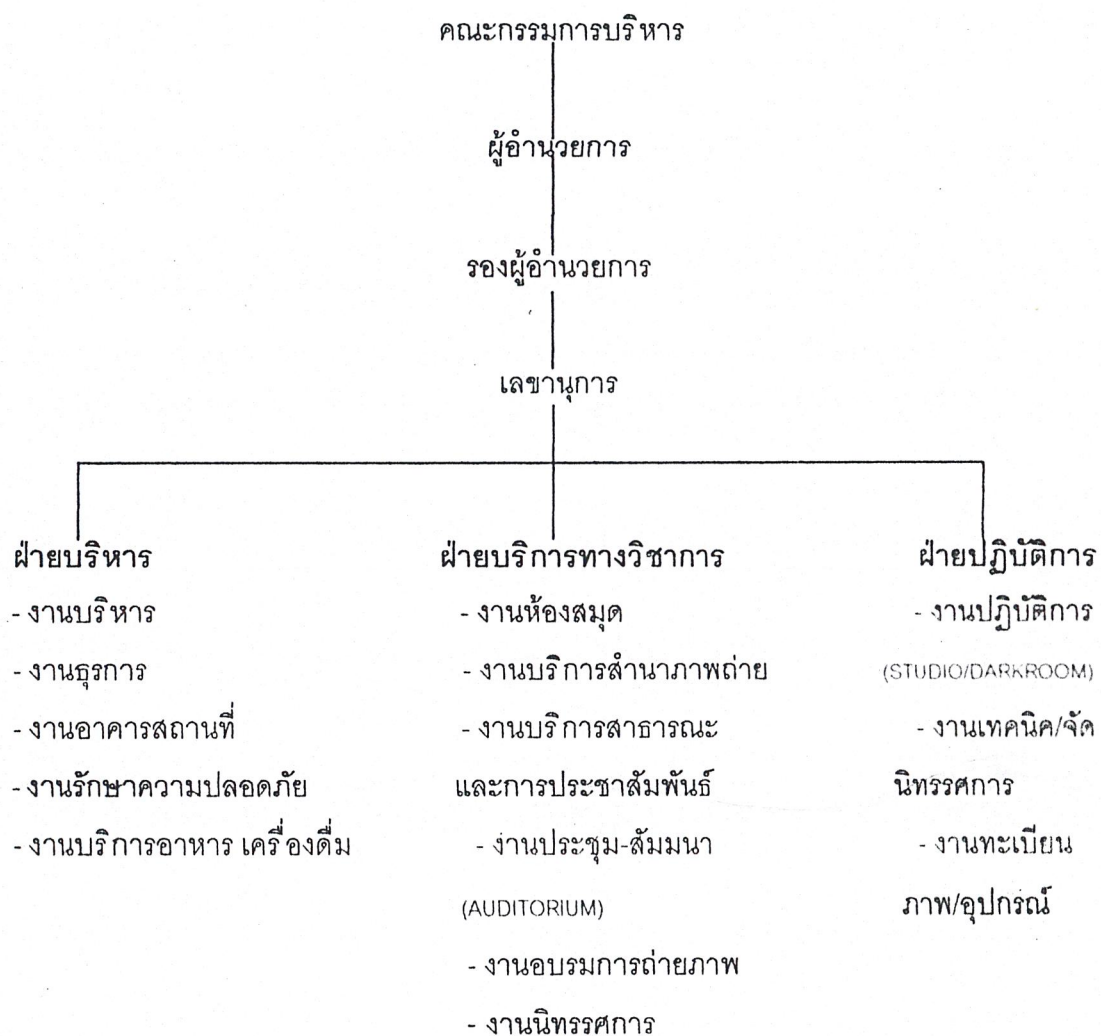 คณะกรรมการบริหาร
ผู้อำนวยการ
รองผู้อำนวยการ
เลขานุการ
ฝ่ายบริหาร
- งานบริหาร
- งานธุรการ
- งานอาคารสถานที่
- งานรักษาความปลอดภัย
- งานบริการอาหาร เครื่องดื่ม
ฝ่ายบริการทางวิชาการ
- งานห้องสมุด
- งานบริการสำนาภาพถ่าย
- งานบริการสาธารณะ
และการประชาสัมพันธ์
- งานประชุม-สัมมนา
(AUDITORIUM)
- งานอบรมการถ่ายภาพ
- งานนิทรรศการ
ฝ่ายปฏิบัติการ
- งานปฏิบัติการ
(STUDIO/DARKROOM)
- งานเทคนิค/จัด
นิทรรศการ
- งานทะเบียน
ภาพ/อุปกรณ์